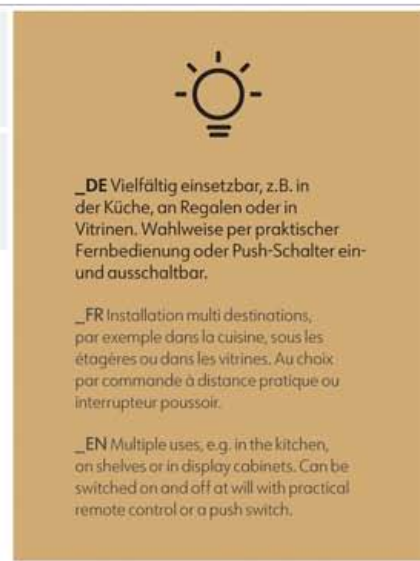 _DE Vielfältig einsetzbar, z.B. in
der Küche, an Regalen oder in
Vitrinen. Wahlweise per praktischer
Fernbedienung oder Push-Schalter ein-
und ausschaltbar.
_FR Installation multi destinations,
par exemple dans la cuisine, sous les
étagères ou dans les vitrines. Au choix
par commande à distance pratique ou
interrupteur poussoir.
_EN Multiple uses, e.g. in the kitchen,
on shelves or in display cabinets. Can be
switched on and off at will with practical
remote control or a push switch.